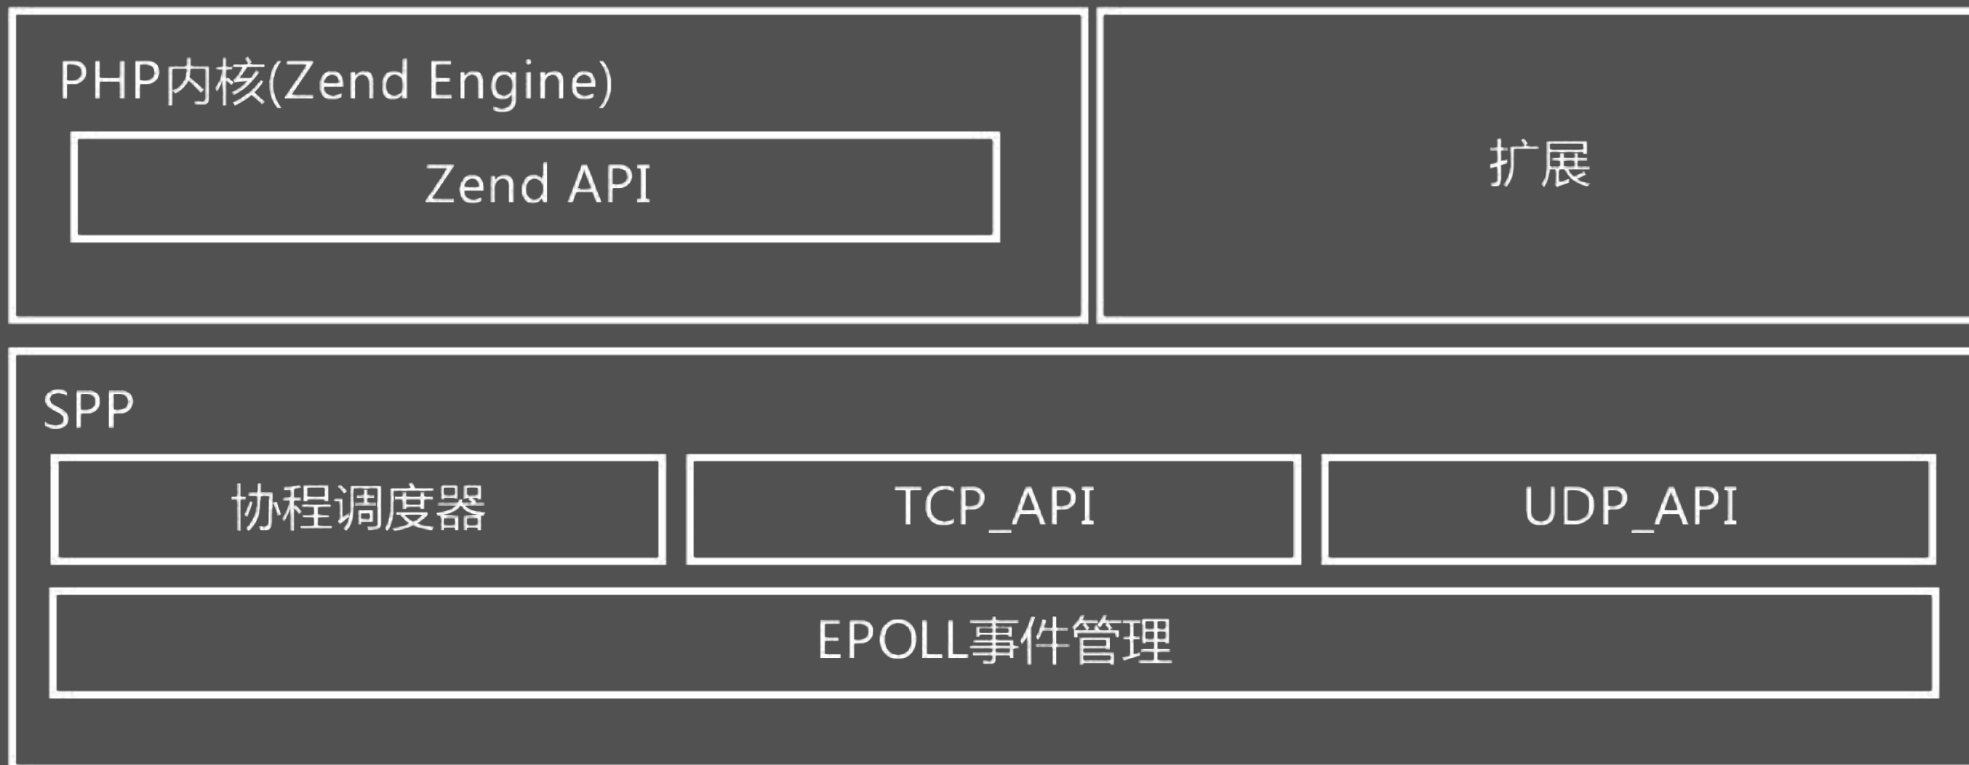 PHP内核(Zend Engine)
Zend API
扩展
SPP
协程调度器
TCP_API
UDP_API
EPOLL事件管理